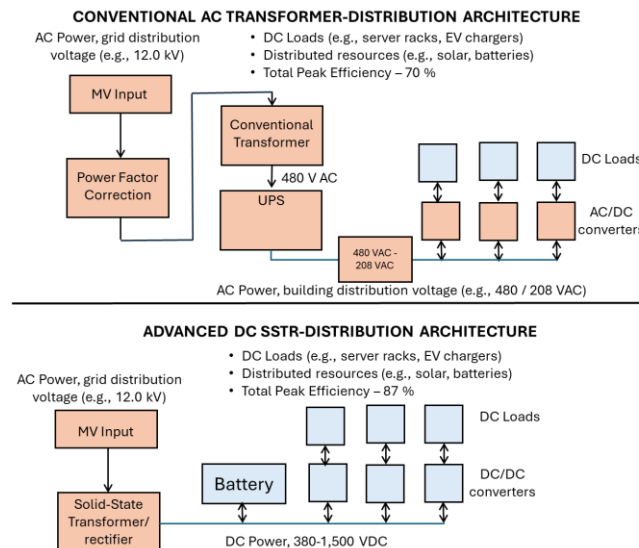 CONVENTIONAL AC TRANSFORMER-DISTRIBUTION ARCHITECTURE
AC Power, grid distribution
voltage (e.g., 12.0 kV)
• DC Loads (e.g., server racks, EV chargers)
• Distributed resources (e.g., solar, batteries)
• Total Peak Efficiency – 70 %
MV Input
Conventional
Transformer
Power Factor
Correction
480 V AC
UPS
480 VAC -
208 VAC
DC Loads
AC/DC
converters
AC Power, building distribution voltage (e.g., 480 / 208 VAC)
ADVANCED DC SSTR-DISTRIBUTION ARCHITECTURE
• DC Loads (e.g., server racks, EV chargers)
• Distributed resources (e.g., solar, batteries)
• Total Peak Efficiency – 87 %
AC Power, grid distribution
voltage (e.g., 12.0 kV)
MV Input
DC Loads
Battery
DC/DC
converters
Solid-State
Transformer/
rectifier
DC Power, 380-1,500 VDC